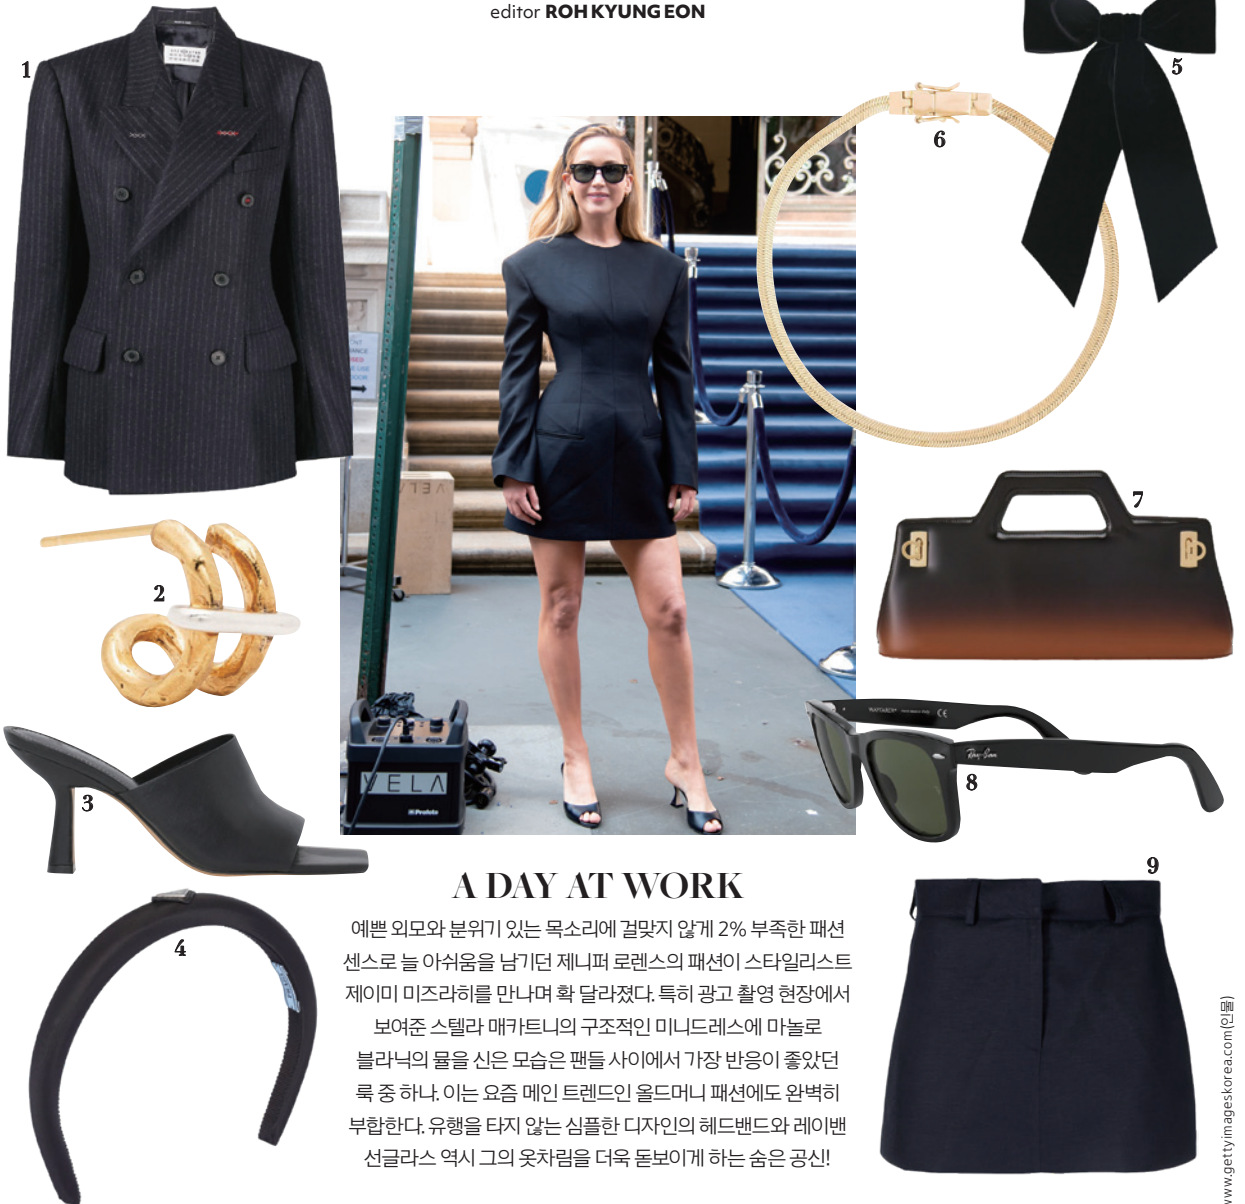 editor ROH KYUNG EON
1
5
6
7
2
VELA
3
VELA
Profoto
WAYFARER
CE
Ray-Ban
8
9
4
A DAY AT WORK
예쁜 외모와 분위기 있는 목소리에 걸맞지 않게 2% 부족한 패션
센스로 늘 아쉬움을 남기던 제니퍼 로렌스의 패션이 스타일리스트
제이미 미즈라히를 만나며 확 달라졌다. 특히 광고 촬영 현장에서
보여준 스텔라 매카트니의 구조적인 미니드레스에 마놀로
블라닉의 뮬을 신은 모습은 팬들 사이에서 가장 반응이 좋았던
룩 중 하나. 이는 요즘 메인 트렌드인 올드머니 패션에도 완벽히
부합한다. 유행을 타지 않는 심플한 디자인의 헤드밴드와 레이밴
선글라스 역시 그의 옷차림을 더욱 돋보이게 하는 숨은 공신!
www.gettyimageskorea.com(인물)